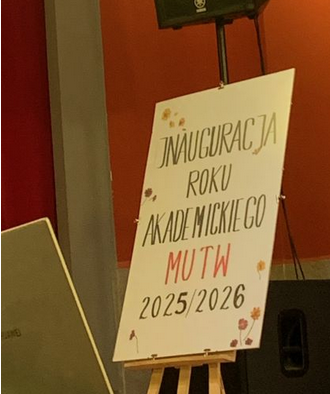 INAUGURACJA
ROKU
AKADEMICKIEGO
MUTW
2025/2026